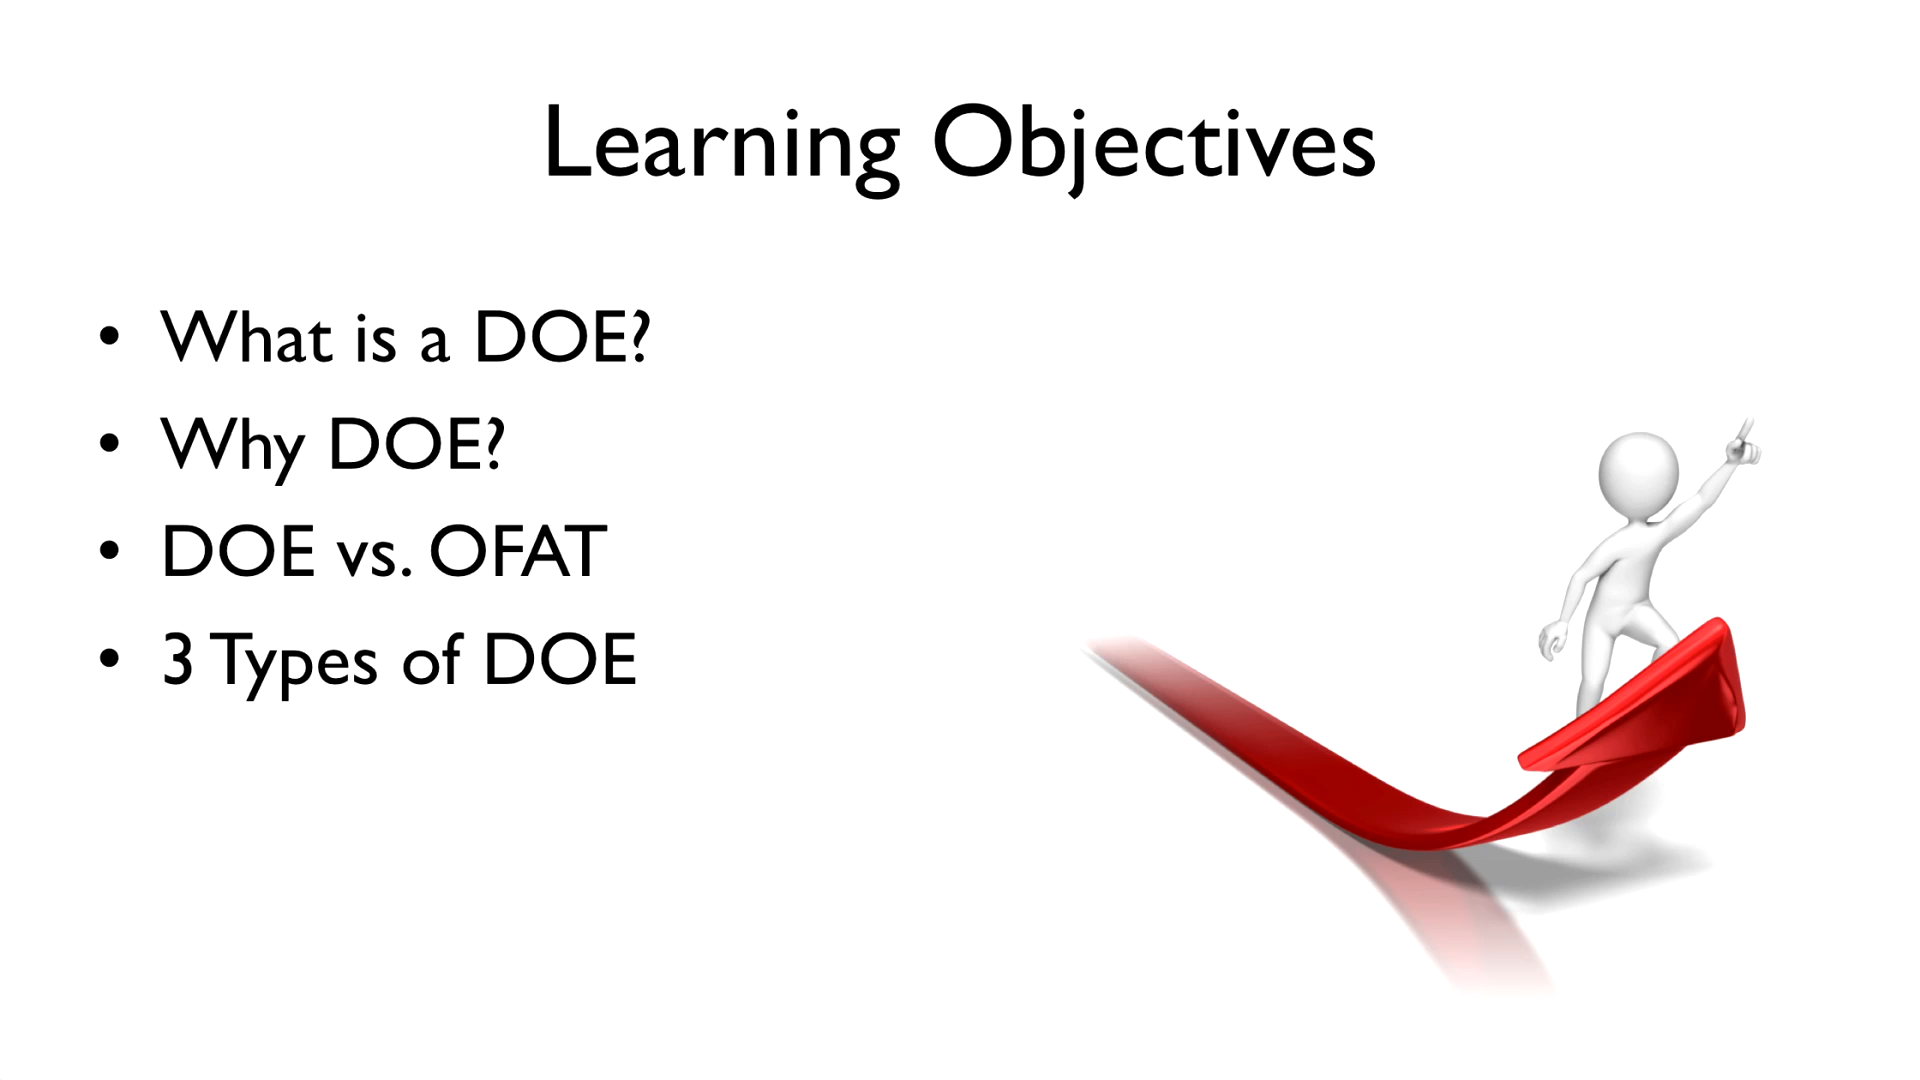 Learning Objectives
• What is a DOE?
• Why DOE?
• DOE vs. OFAT
• 3 Types of DOE